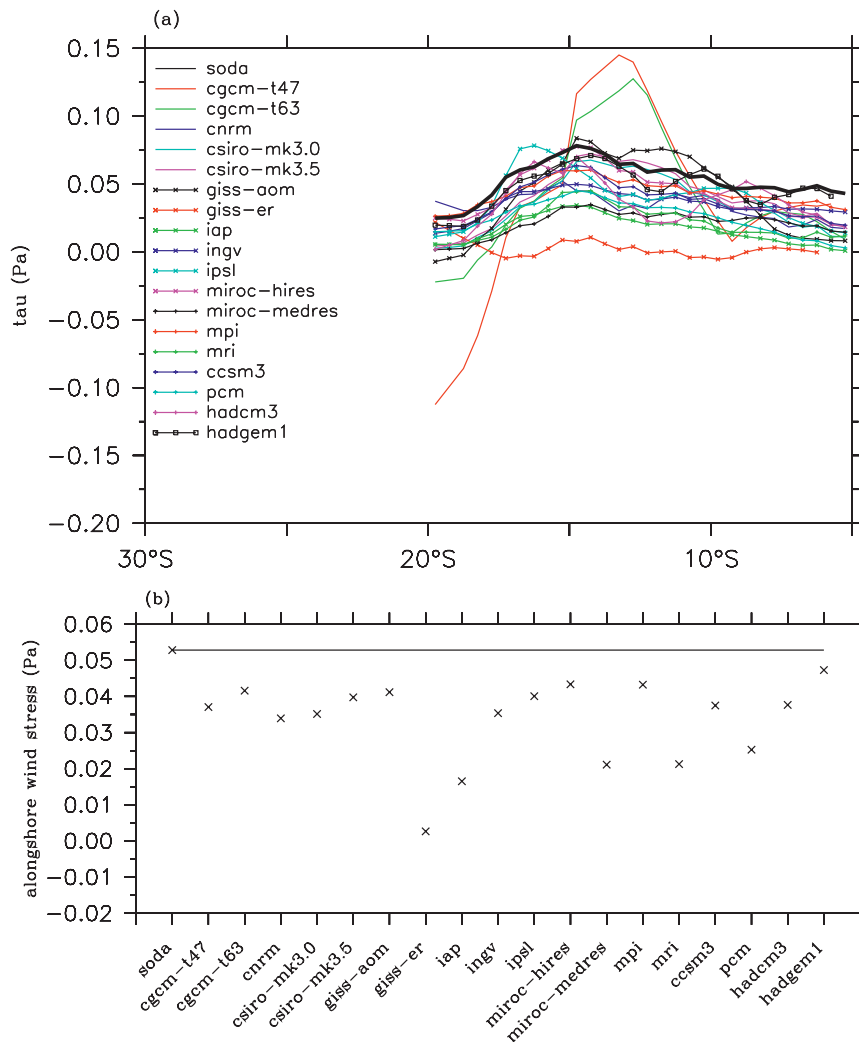 (a)
0.15
0.10
0.05
0.00
-0.05
-0.10
-0.15
-0.20
tau (Pa)
soda
cgcm-t47
cgcm-t63
cnrm
csiro-mk3.0
csiro-mk3.5
giss-aom
giss-er
iap
ingv
ipsl
miroc-hires
miroc-medres
mpi
mri
ccsm3
pcm
hadcm3
hadgem1
30°S
20°S
10°S
(b)
0.06
0.05
0.04
0.03
0.02
0.01
0.00
-0.01
-0.02
alongshore wind stress (Pa)
soda
cgcm-t47
cgcm-t63
cnrm
csiro-mk3.0
csiro-mk3.5
giss-aom
giss-er
iap
ingv
ipsl
miroc-hires
miroc-medres
mpi
mri
ccsm3
pcm
hadcm3
hadgem1